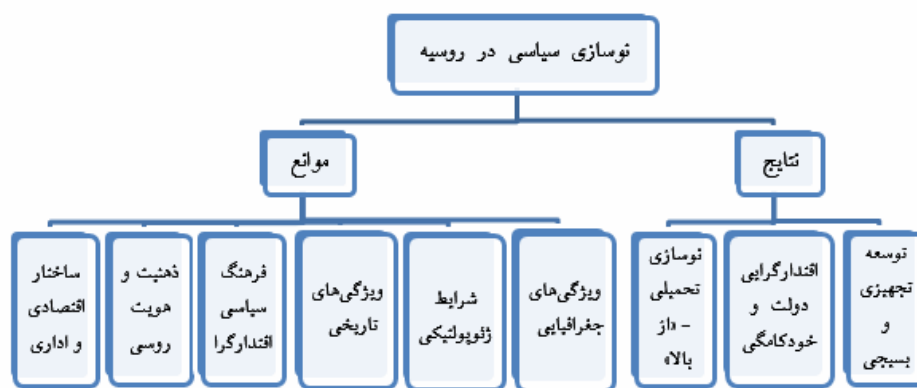 نوسازی سیاسی در روسیه
نتایج
موانع
توسعه
تجهیزی
و
بسیجی
اقتدارگرایی
دولت و
خودکامگی
نوسازی
تحمیلی
- «از
بالا»
ویژگی‌های
جغرافیایی
شرایط
ژئوپولتیکی
ویژگی‌های
تاریخی
فرهنگ
سیاسی
اقتدارگرا
ذهنیت و
هویت
روسی
ساختار
اقتصادی
و اداری